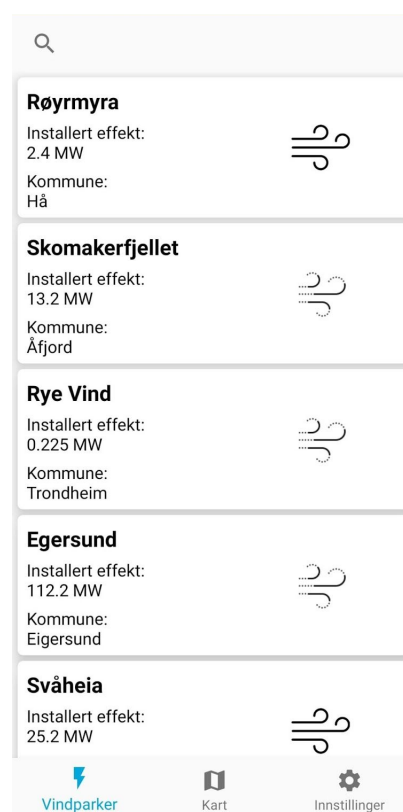 Røyrmyra
Installert effekt:
2.4 MW
Kommune:
Hå
Skomakerfjellet
Installert effekt:
13.2 MW
Kommune:
Åfjord
Rye Vind
Installert effekt:
0.225 MW
Kommune:
Trondheim
Egersund
Installert effekt:
112.2 MW
Kommune:
Eigersund
Svåheia
Installert effekt:
25.2 MW
Vindparker
Kart
Innstillinger